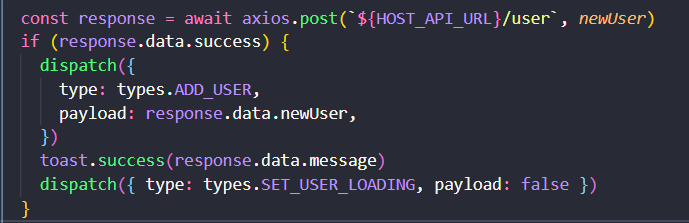 const response = await axios.post(`${HOST_API_URL}/user`, newUser)
if (response.data.success) {
  dispatch({
    type: types.ADD_USER,
    payload: response.data.newUser,
  })
  toast.success(response.data.message)
  dispatch({ type: types.SET_USER_LOADING, payload: false })
}